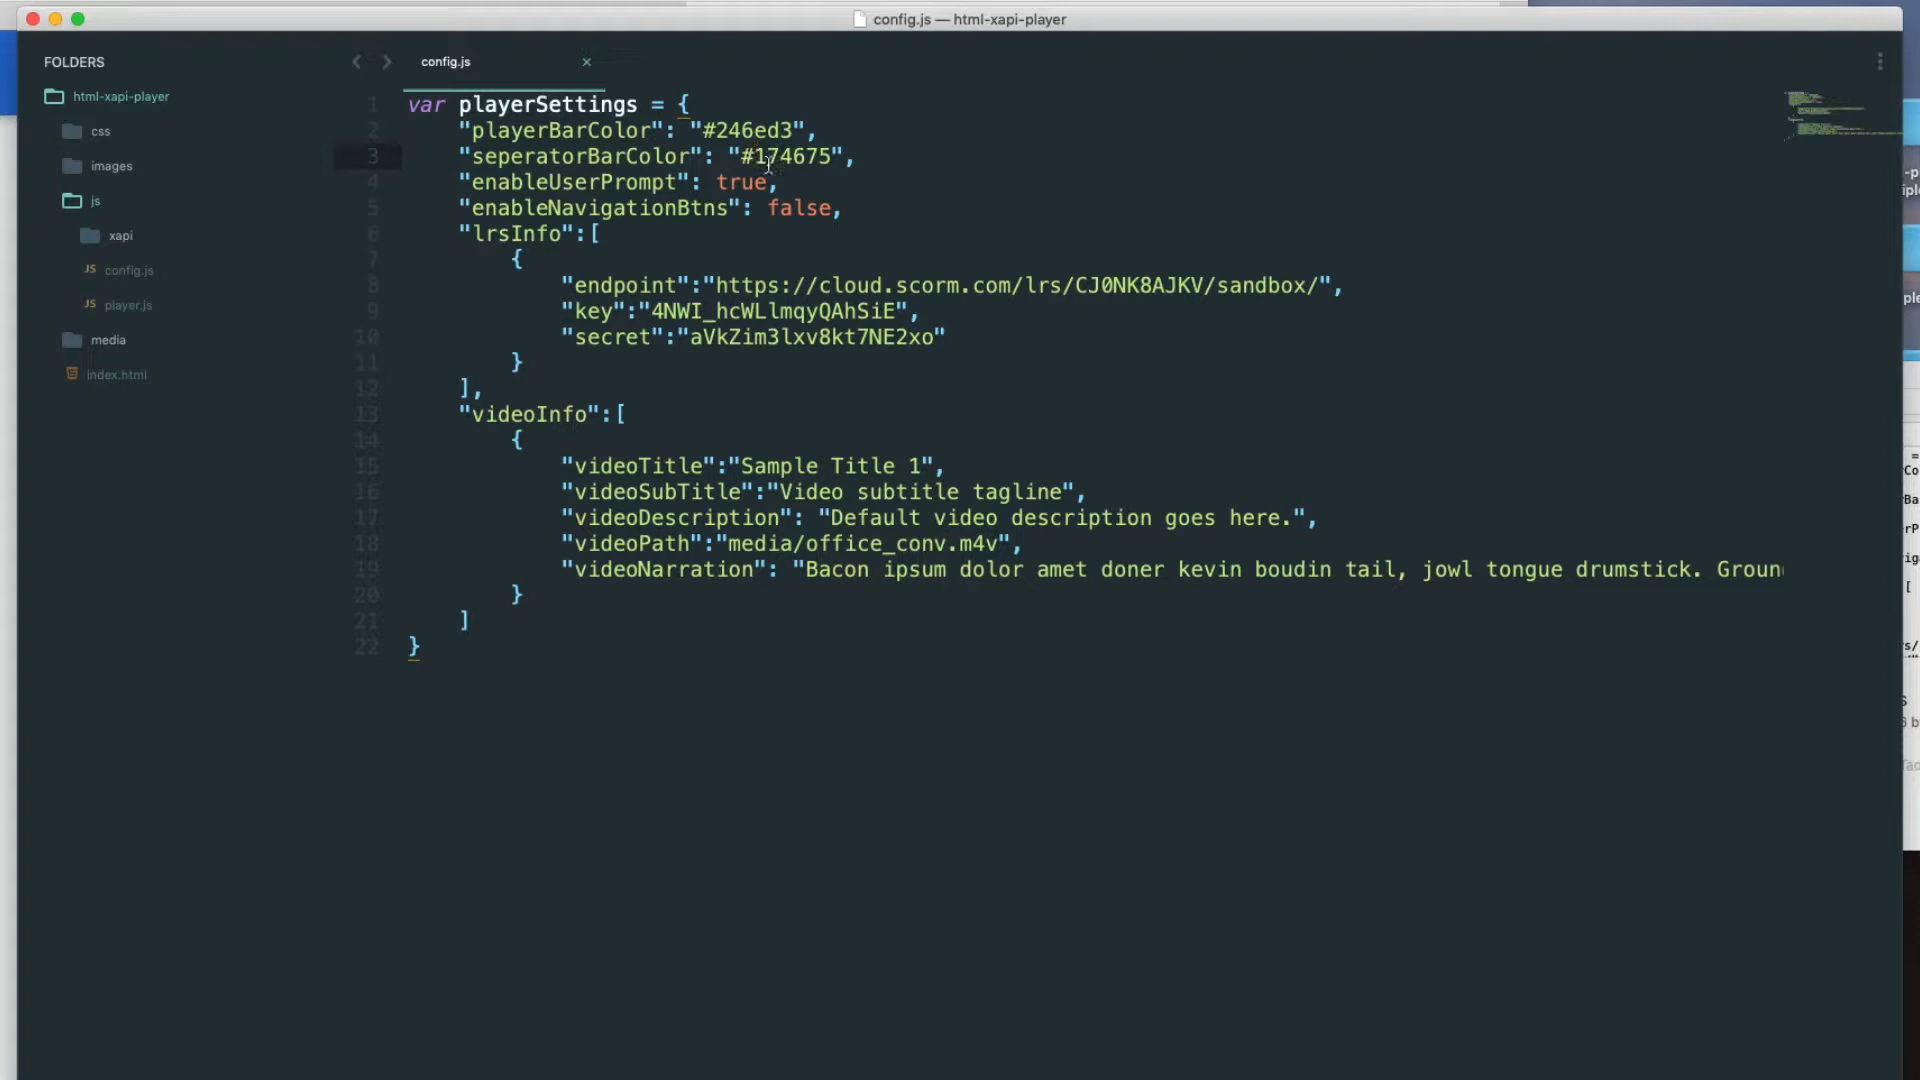 config.js — html-xapi-player
FOLDERS
html-xapi-player
css
images
js
xapi
JS config.js
JS player.js
media
index.html
config.js ×
1 var playerSettings = {
2 "playerBarColor": "#246ed3",
3 "seperatorBarColor": "#174675",
4 "enableUserPrompt": true,
5 "enableNavigationBtns": false,
6 "lrsInfo":[
7 {
8 "endpoint":"https://cloud.scorm.com/lrs/CJ0NK8AJKV/sandbox/",
9 "key":"4NWI_hcWLlmqyQAhSiE",
10 "secret":"aVkZim3lxv8kt7NE2xo"
11 }
12 ],
13 "videoInfo":[
14 {
15 "videoTitle":"Sample Title 1",
16 "videoSubTitle":"Video subtitle tagline",
17 "videoDescription": "Default video description goes here.",
18 "videoPath":"media/office_conv.m4v",
19 "videoNarration": "Bacon ipsum dolor amet doner kevin boudin tail, jowl tongue drumstick. Groun
20 }
21 ]
22 }